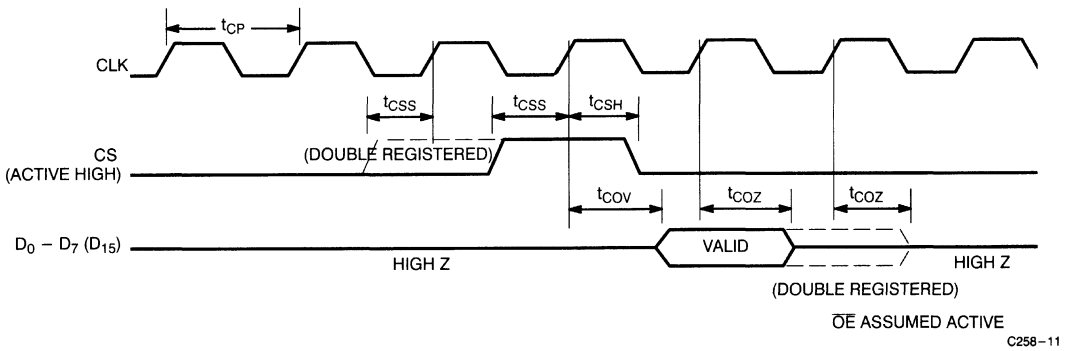 tCP
CLK
tCSS
tCSS
tCSH
CS
(ACTIVE HIGH)
(DOUBLE REGISTERED)
tCOV
tCOZ
tCOZ
D0 – D7 (D15)
VALID
HIGH Z
HIGH Z
(DOUBLE REGISTERED)
O̅E̅ ASSUMED ACTIVE
C258–11